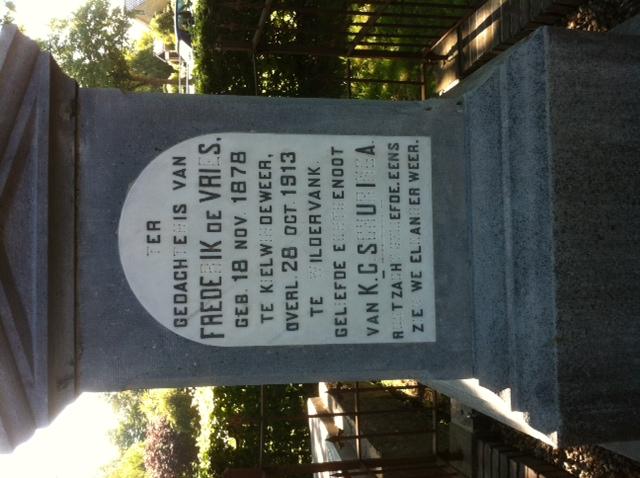 TER
GEDACHTENIS VAN
FREDERIK DE VRIES,
GEB. 18 NOV. 1878
TE KIELWINDEWEER,
OVERL. 28 OCT. 1913
TE WILDERVANK.
GELIEFDE ECHTGENOOT
VAN K.C. SCHURINGA.
RUST ZACHT GELIEFDE, EENS
ZIEN WE ELKANDER WEER.